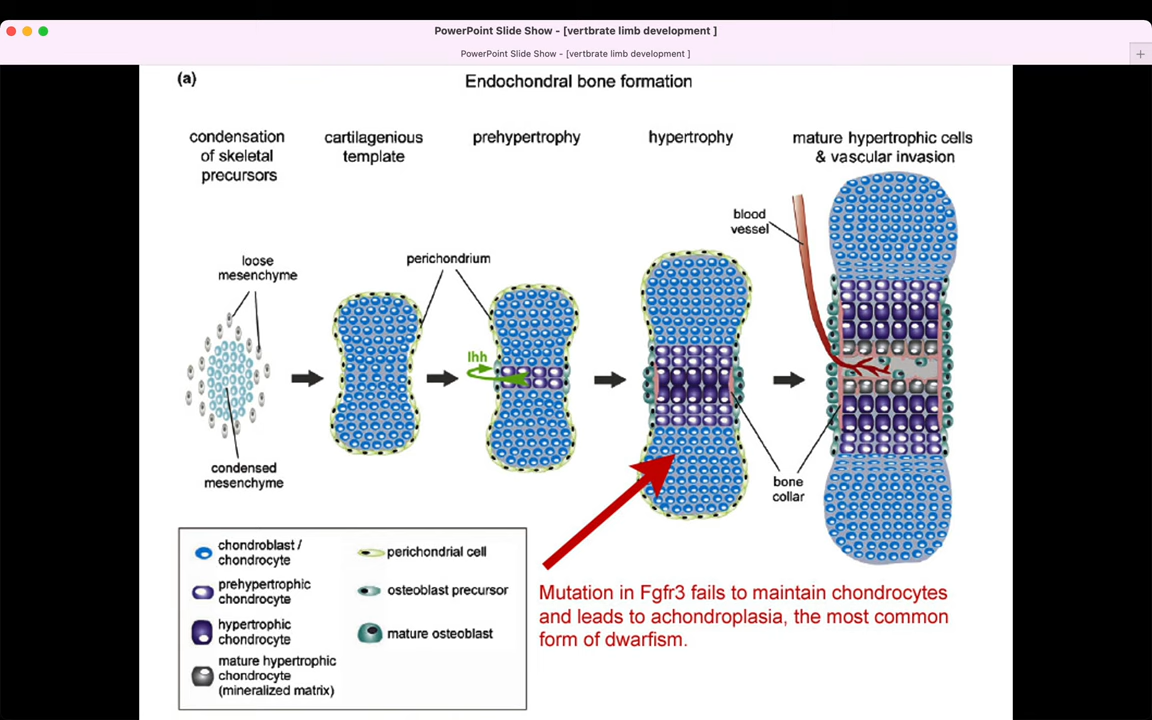 PowerPoint Slide Show - [vertbrate limb development ]
PowerPoint Slide Show - [vertbrate limb development ]
(a)
Endochondral bone formation
condensation
of skeletal
precursors
cartilagenious
template
prehypertrophy
hypertrophy
mature hypertrophic cells
& vascular invasion
blood
vessel
loose
mesenchyme
perichondrium
Ihh
condensed
mesenchyme
bone
collar
chondroblast /
chondrocyte
prehypertrophic
chondrocyte
hypertrophic
chondrocyte
mature hypertrophic
chondrocyte
(mineralized matrix)
perichondrial cell
osteoblast precursor
mature osteoblast
Mutation in Fgfr3 fails to maintain chondrocytes
and leads to achondroplasia, the most common
form of dwarfism.